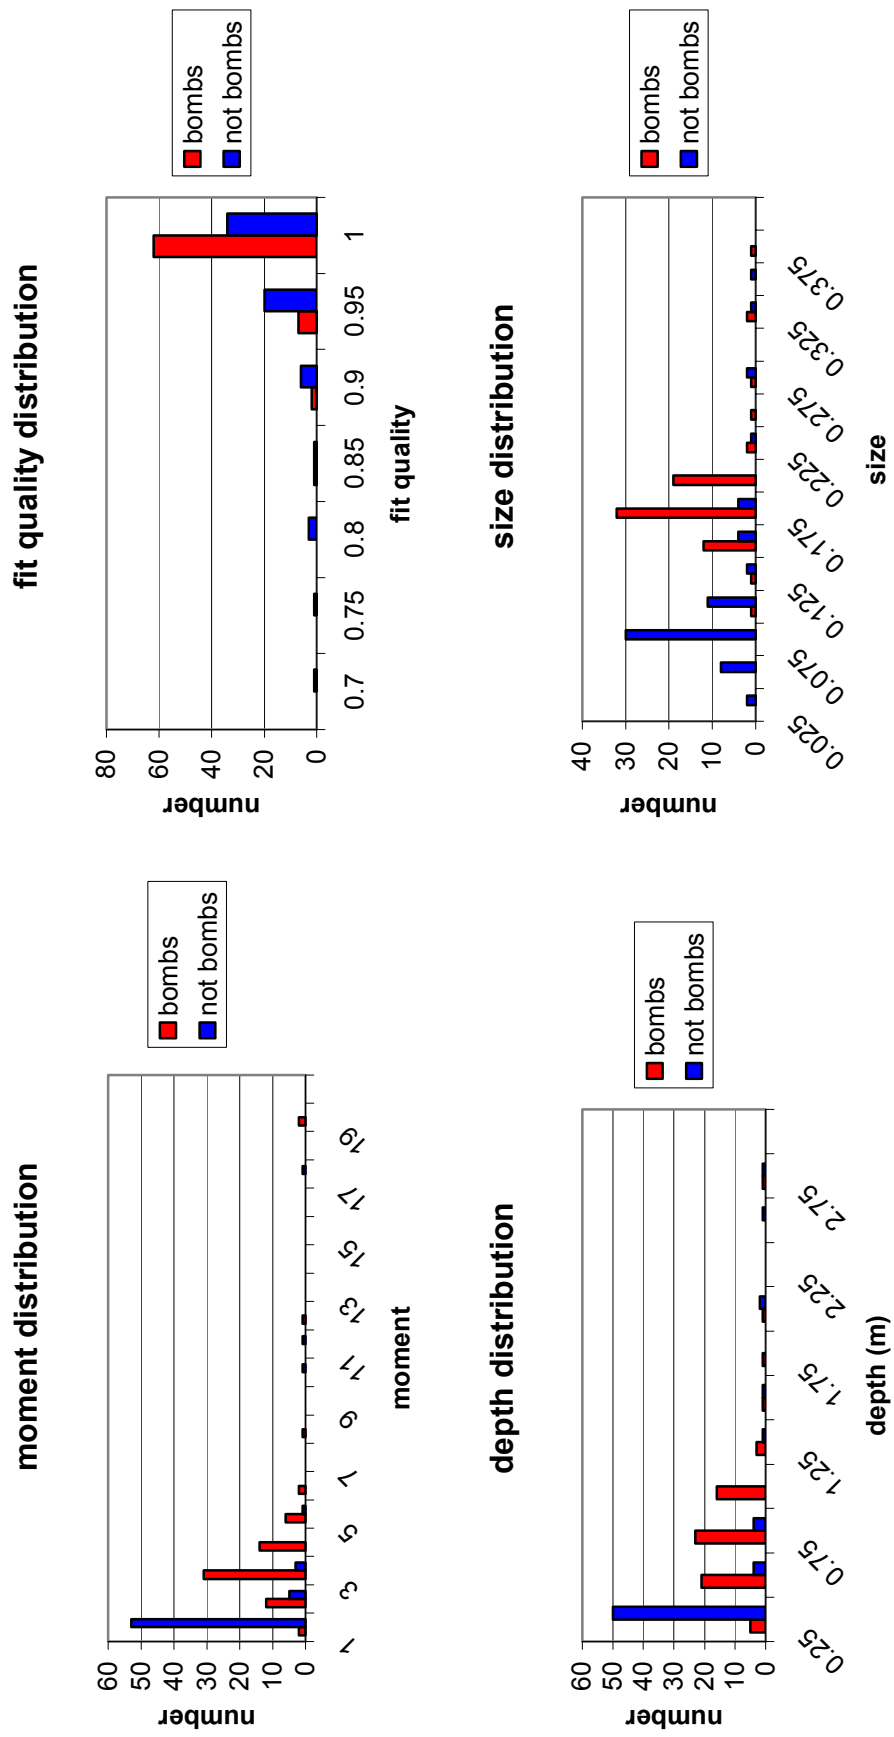 moment distribution
60
50
40
30
20
10
0
number
1
3
5
7
9
11
13
15
17
19
moment
bombs
not bombs
fit quality distribution
80
60
40
20
0
number
0.7
0.75
0.8
0.85
0.9
0.95
1
fit quality
bombs
not bombs
depth distribution
60
50
40
30
20
10
0
number
0.25
0.75
1.25
1.75
2.25
2.75
depth (m)
bombs
not bombs
size distribution
40
30
20
10
0
number
0.025
0.075
0.125
0.175
0.225
0.275
0.325
0.375
size
bombs
not bombs